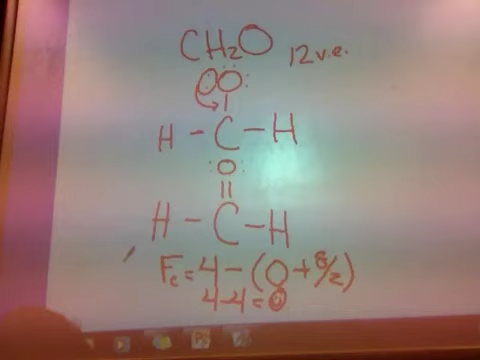 CH₂O 12 v.e.
O
H - C - H
O
H - C - H
Fc = 4 - (0 + 8/2)
4-4 = 0